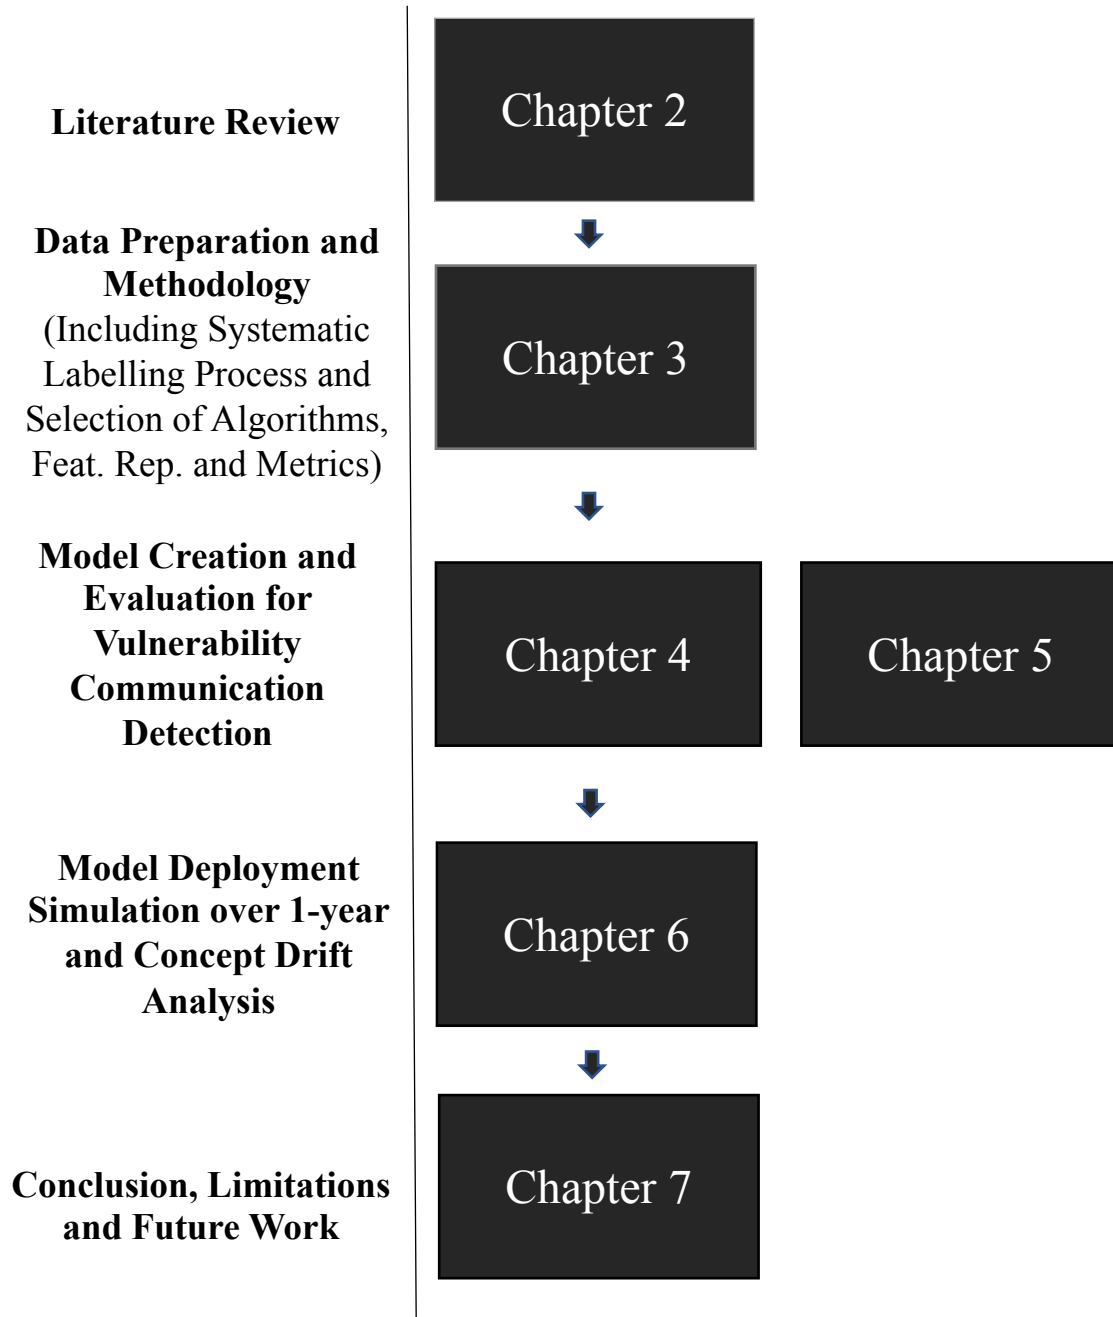 Literature Review
Chapter 2
Data Preparation and
Methodology
(Including Systematic
Labelling Process and
Selection of Algorithms,
Feat. Rep. and Metrics)
Chapter 3
Model Creation and
Evaluation for
Vulnerability
Communication
Detection
Chapter 4
Chapter 5
Model Deployment
Simulation over 1-year
and Concept Drift
Analysis
Chapter 6
Conclusion, Limitations
and Future Work
Chapter 7